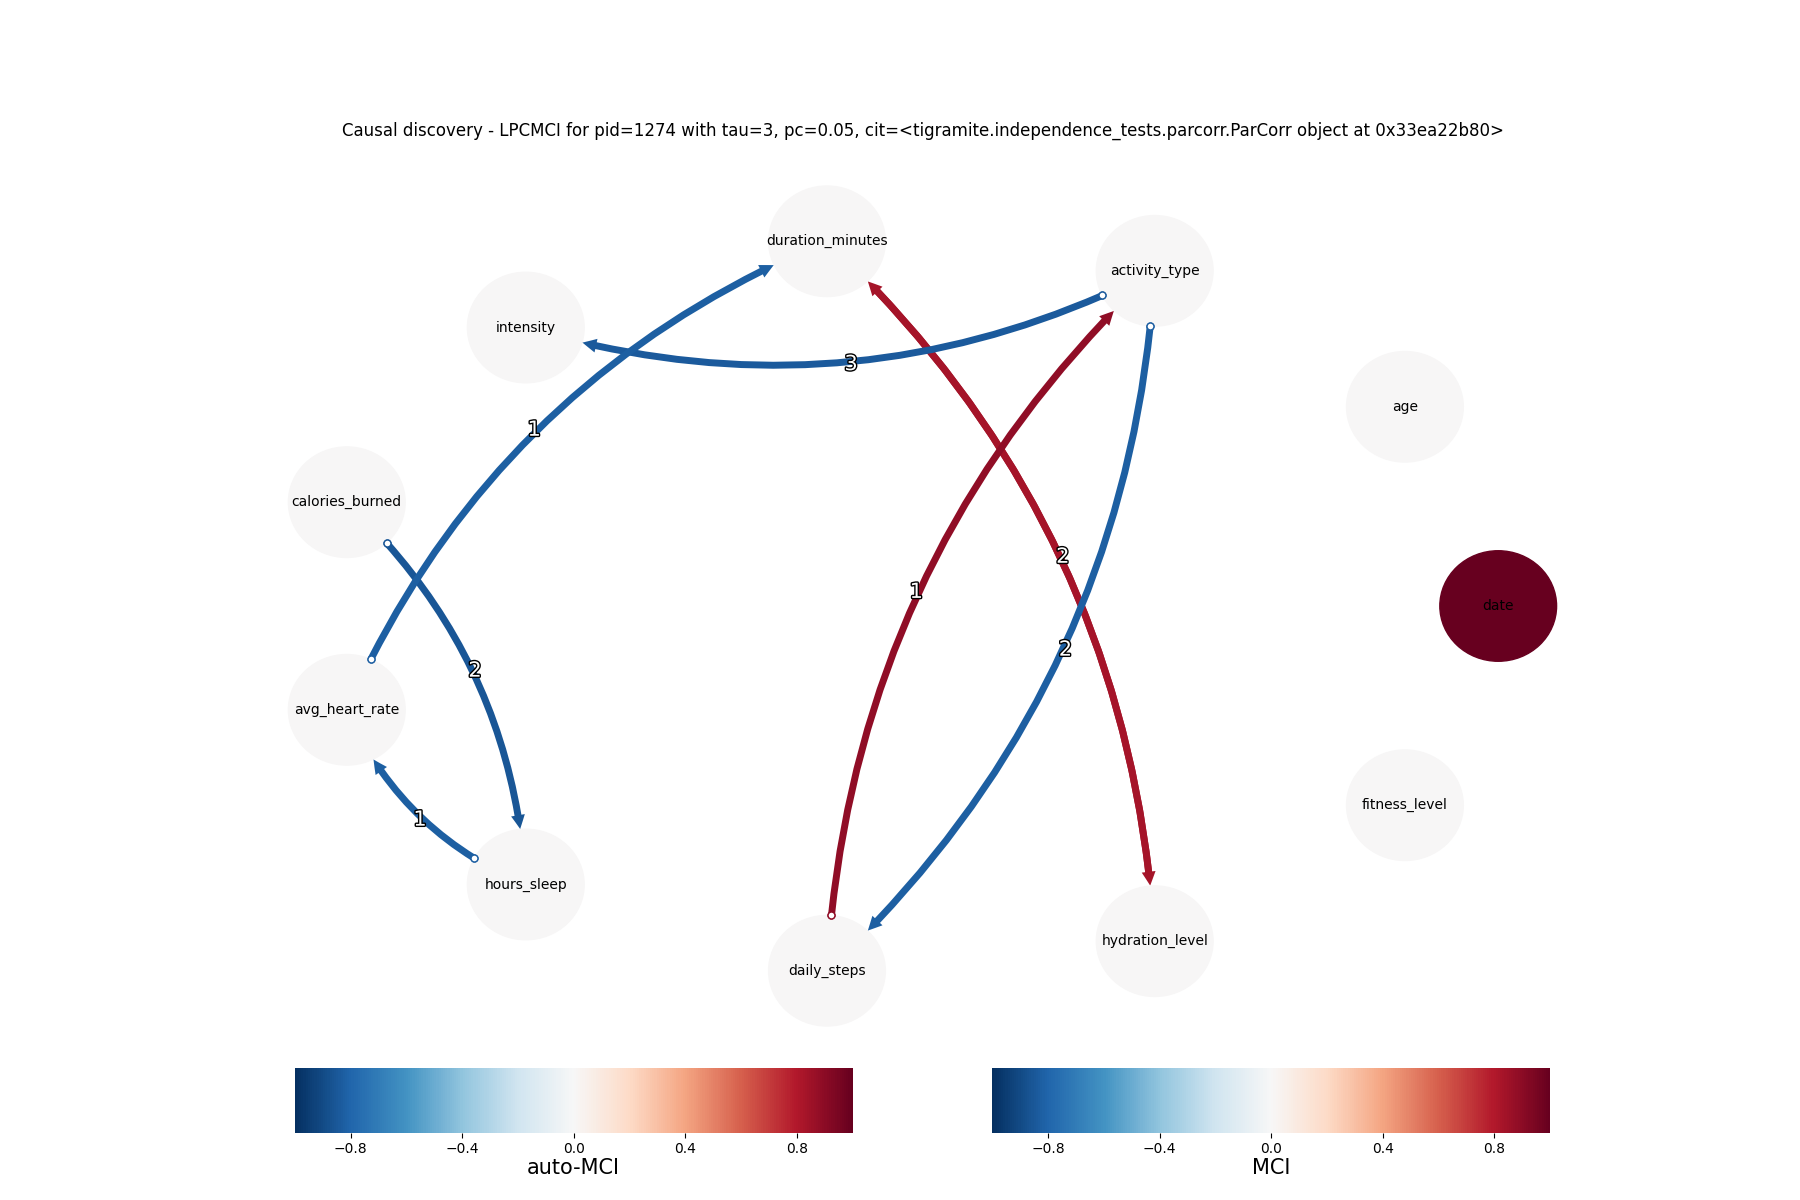 Causal discovery - LPCMCI for pid=1274 with tau=3, pc=0.05, cit=<tigramite.independence_tests.parcorr.ParCorr object at 0x33ea22b80>
duration_minutes
activity_type
intensity
3
age
1
calories_burned
2
1
date
2
2
avg_heart_rate
fitness_level
1
hours_sleep
hydration_level
daily_steps
−0.8 −0.4 0.0 0.4 0.8
auto-MCI
−0.8 −0.4 0.0 0.4 0.8
MCI